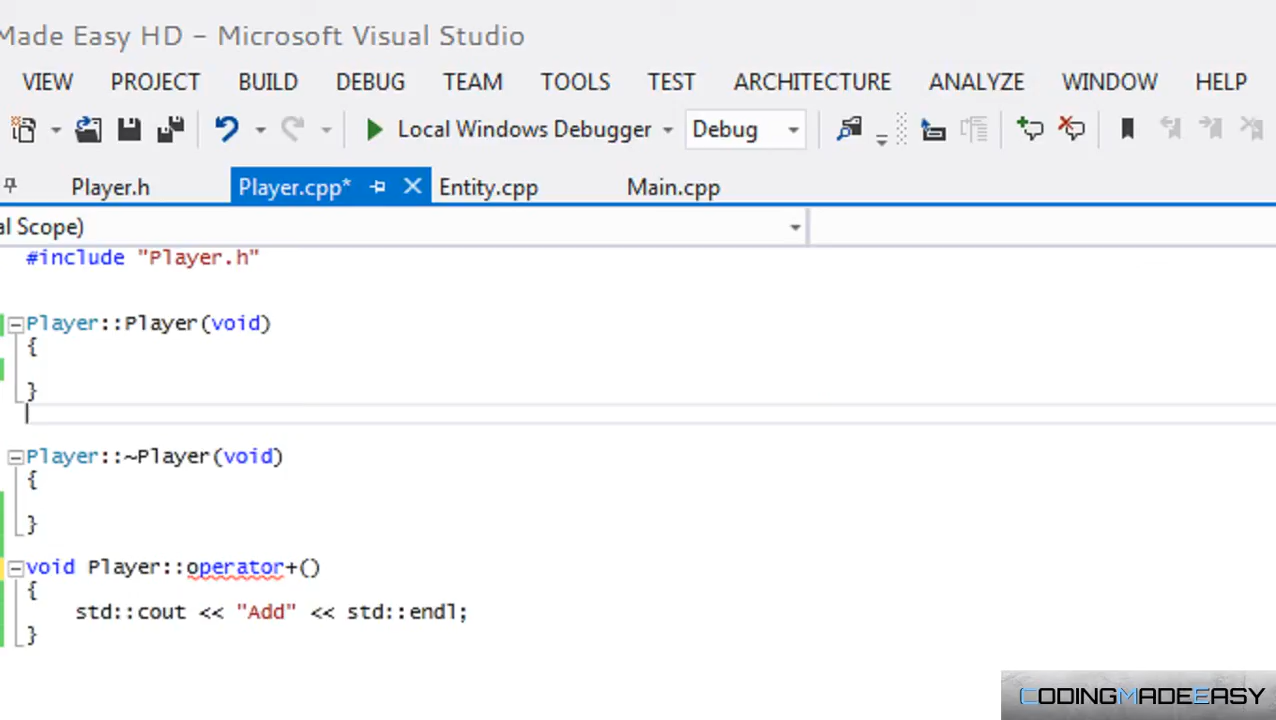 Made Easy HD - Microsoft Visual Studio
VIEW PROJECT BUILD DEBUG TEAM TOOLS TEST ARCHITECTURE ANALYZE WINDOW HELP
Local Windows Debugger Debug
Player.h Player.cpp* Entity.cpp Main.cpp
al Scope)
#include "Player.h"
Player::Player(void)
{
}
Player::~Player(void)
{
}
void Player::operator+()
{
std::cout << "Add" << std::endl;
}
CODINGMADEEASY